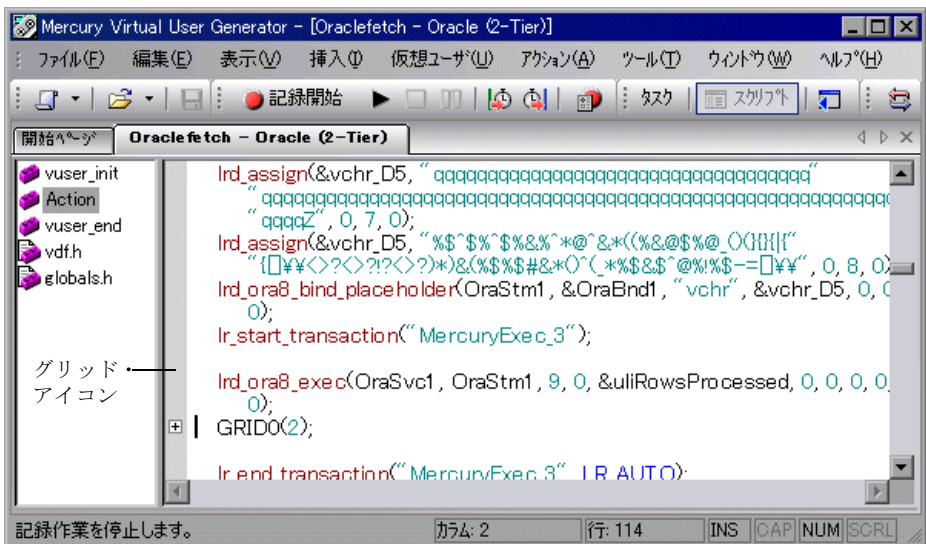 Mercury Virtual User Generator - [Oraclefetch - Oracle (2-Tier)]
ファイル(F) 編集(E) 表示(V) 挿入(I) 仮想ユーザ(U) アクション(A) ツール(T) ウィンドウ(W) ヘルプ(H)
記録開始 タスク スクリプト
開始ページ Oraclefetch - Oracle (2-Tier)
vuser_init
Action
vuser_end
vdf.h
globals.h
グリッド・
アイコン
lrd_assign(&vchr_D5, "
"qqqqZ", 0, 7, 0);
lrd_assign(&vchr_D5, "%$^$%^$%&%^*@^&*((%&@$%@_()(}{}{|{"
"{[]¥¥<>?<>?!?<>?)*)&(%$%$#&*()^(_*%$&$^@%!%$-=[]¥¥", 0, 8, 0)
lrd_ora8_bind_placeholder(OraStm1, &OraBnd1, "vchr", &vchr_D5, 0, 0
0);
lr_start_transaction("MercuryExec_3");
lrd_ora8_exec(OraSvc1, OraStm1, 9, 0, &uliRowsProcessed, 0, 0, 0, 0,
0);
GRID0(2);
lr_end_transaction("MercuryExec_3", LR_AUTO);
記録作業を停止します。 カラム: 2 行: 114 INS CAP NUM SCRL